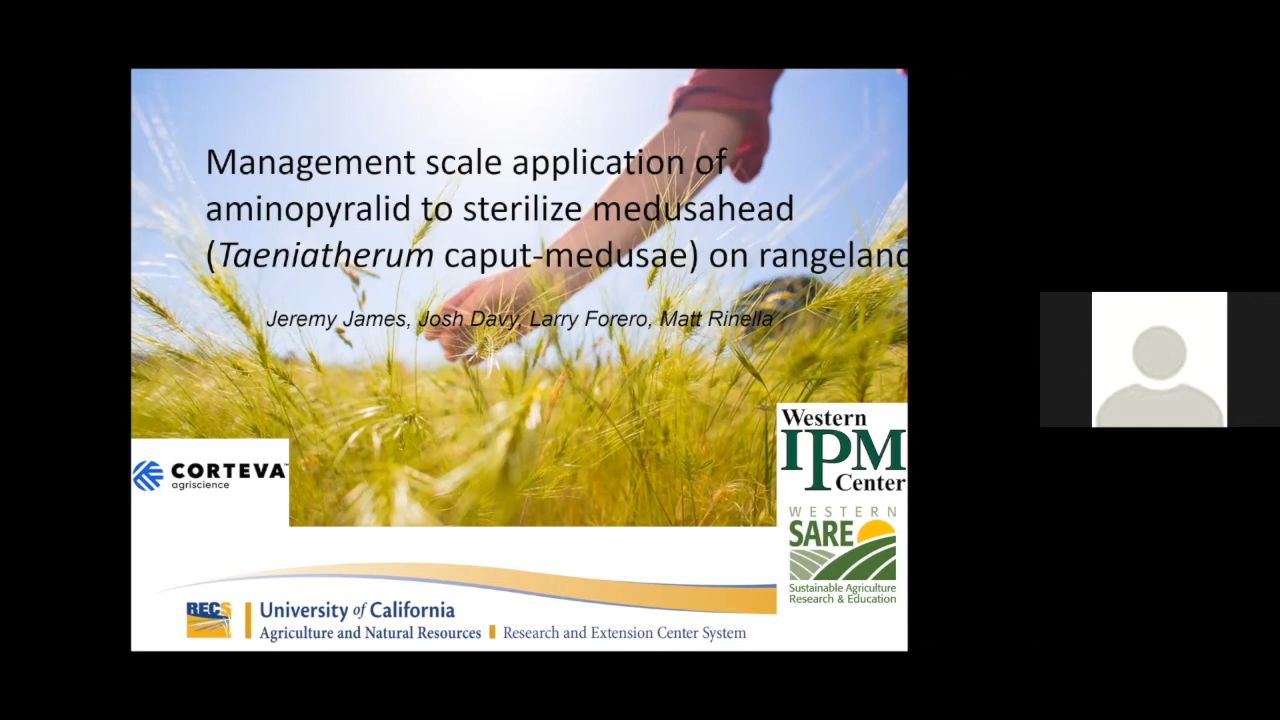 Management scale application of
aminopyralid to sterilize medusahead
(Taeniatherum caput-medusae) on rangeland
Jeremy James, Josh Davy, Larry Forero, Matt Rinella
CORTEVA™
agriscience
Western
IPM
Center
WESTERN
SARE
Sustainable Agriculture
Research & Education
RECS
University of California
Agriculture and Natural Resources
Research and Extension Center System